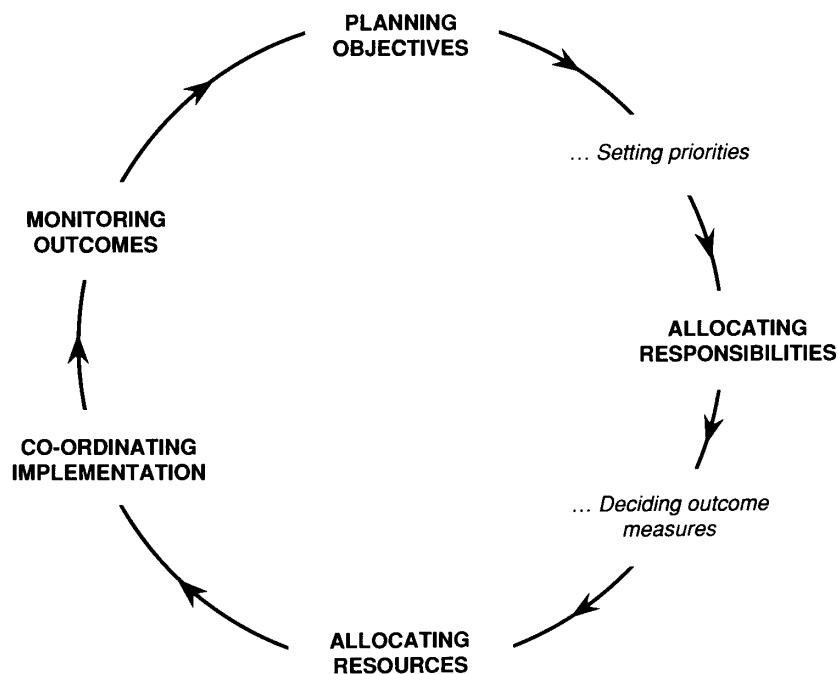 PLANNING
OBJECTIVES
... Setting priorities
MONITORING
OUTCOMES
ALLOCATING
RESPONSIBILITIES
CO-ORDINATING
IMPLEMENTATION
... Deciding outcome
measures
ALLOCATING
RESOURCES